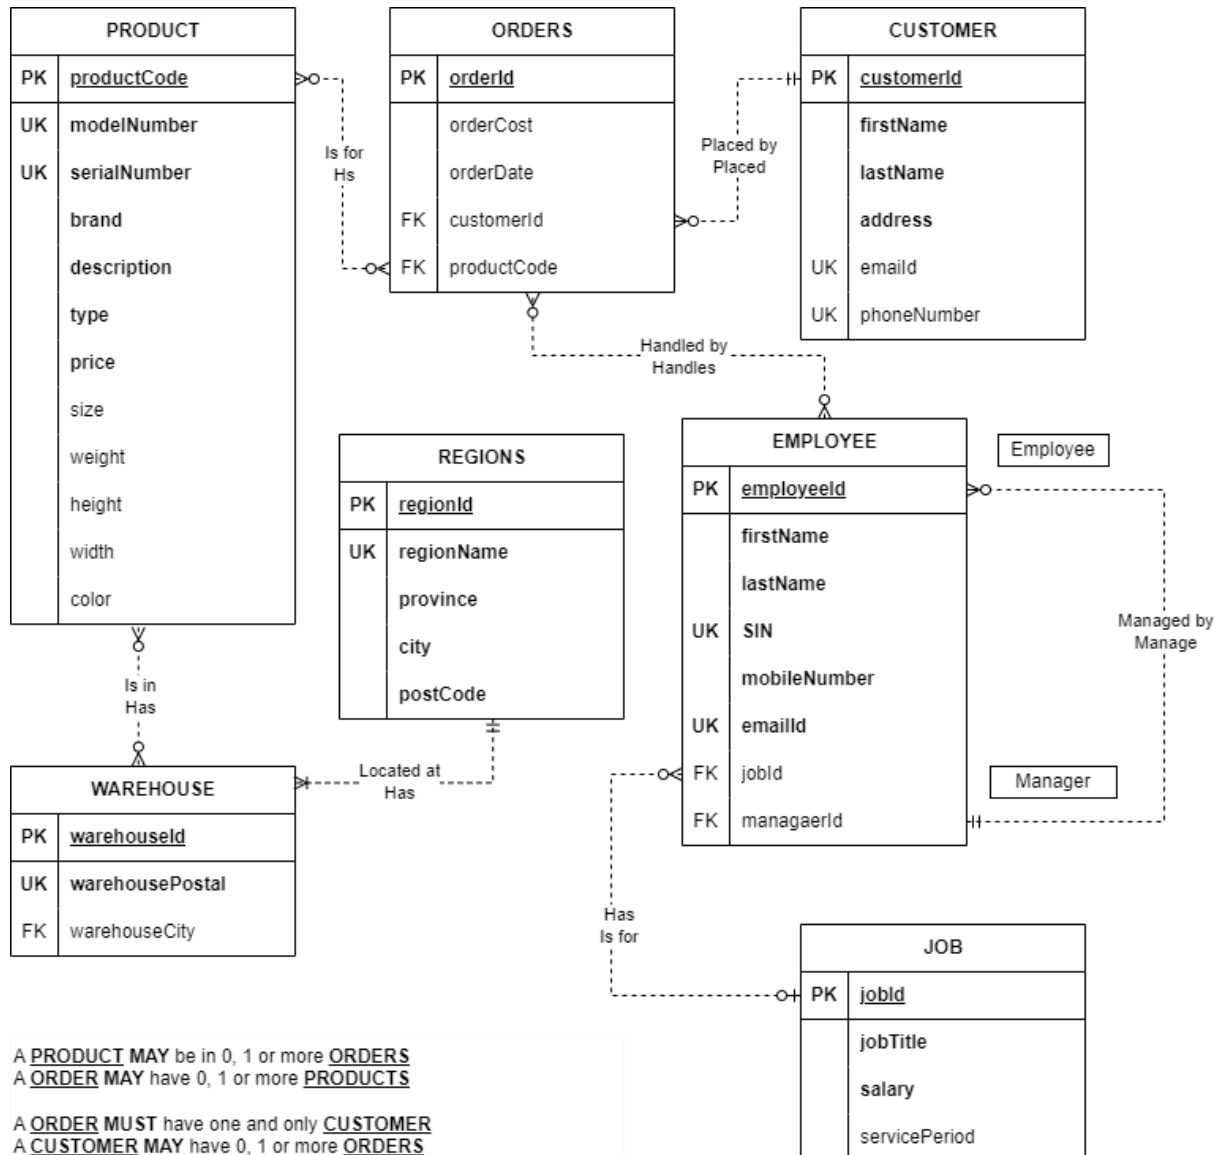 PRODUCT
PK productCode
UK modelNumber
UK serialNumber
brand
description
type
price
size
weight
height
width
color
ORDERS
PK orderId
orderCost
orderDate
FK customerId
FK productCode
CUSTOMER
PK customerId
firstName
lastName
address
UK emaild
UK phoneNumber
Is for
Hs
Placed by
Placed
Handled by
Handles
REGIONS
PK regionId
UK regionName
province
city
postCode
EMPLOYEE
PK employeeId
firstName
lastName
UK SIN
mobileNumber
UK emailId
FK jobId
FK managaerId
Employee
Managed by
Manage
Manager
Is in
Has
Located at
Has
WAREHOUSE
PK warehouseId
UK warehousePostal
FK warehouseCity
Has
Is for
JOB
PK jobId
jobTitle
salary
servicePeriod
A PRODUCT MAY be in 0, 1 or more ORDERS
A ORDER MAY have 0, 1 or more PRODUCTS
A ORDER MUST have one and only CUSTOMER
A CUSTOMER MAY have 0, 1 or more ORDERS